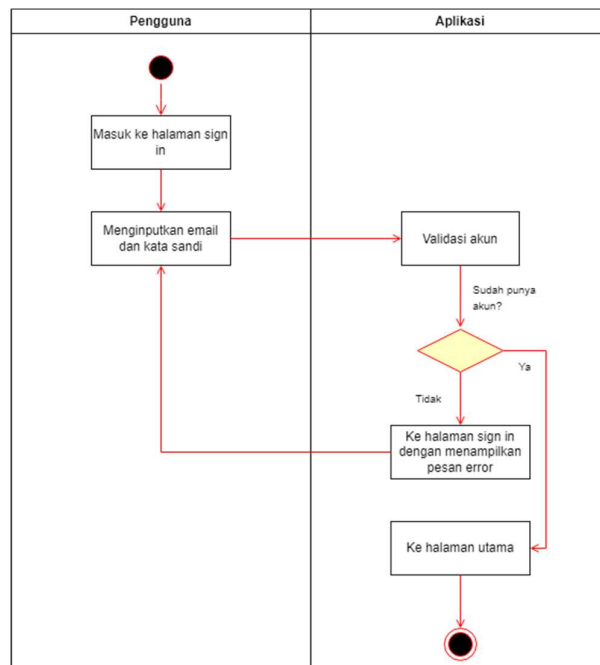 Pengguna
Aplikasi
Masuk ke halaman sign
in
Menginputkan email
dan kata sandi
Validasi akun
Sudah punya
akun?
Ya
Tidak
Ke halaman sign in
dengan menampilkan
pesan error
Ke halaman utama